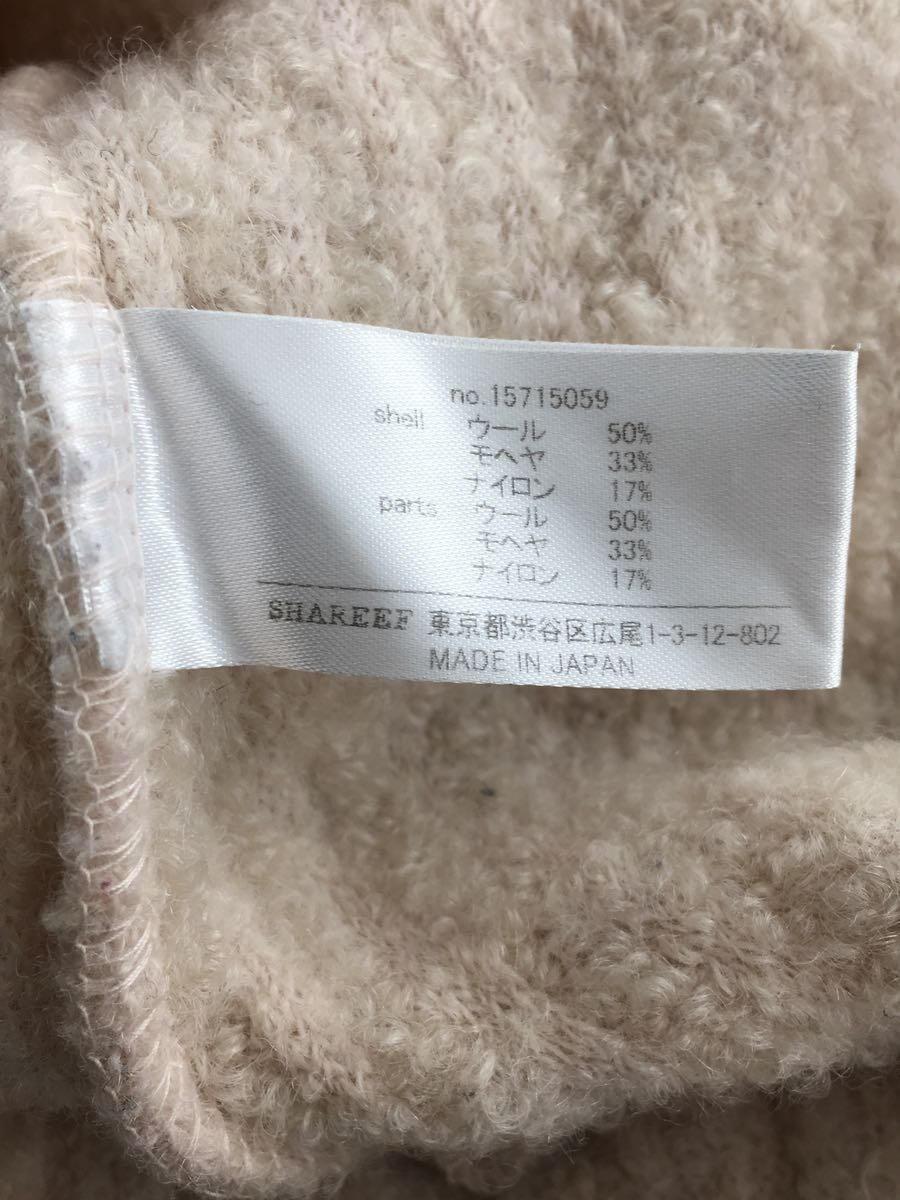 no.15715059
shell ウール 50%
モヘヤ 33%
ナイロン 17%
parts ウール 50%
モヘヤ 33%
ナイロン 17%
SHAREEF 東京都渋谷区広尾1-3-12-802
MADE IN JAPAN